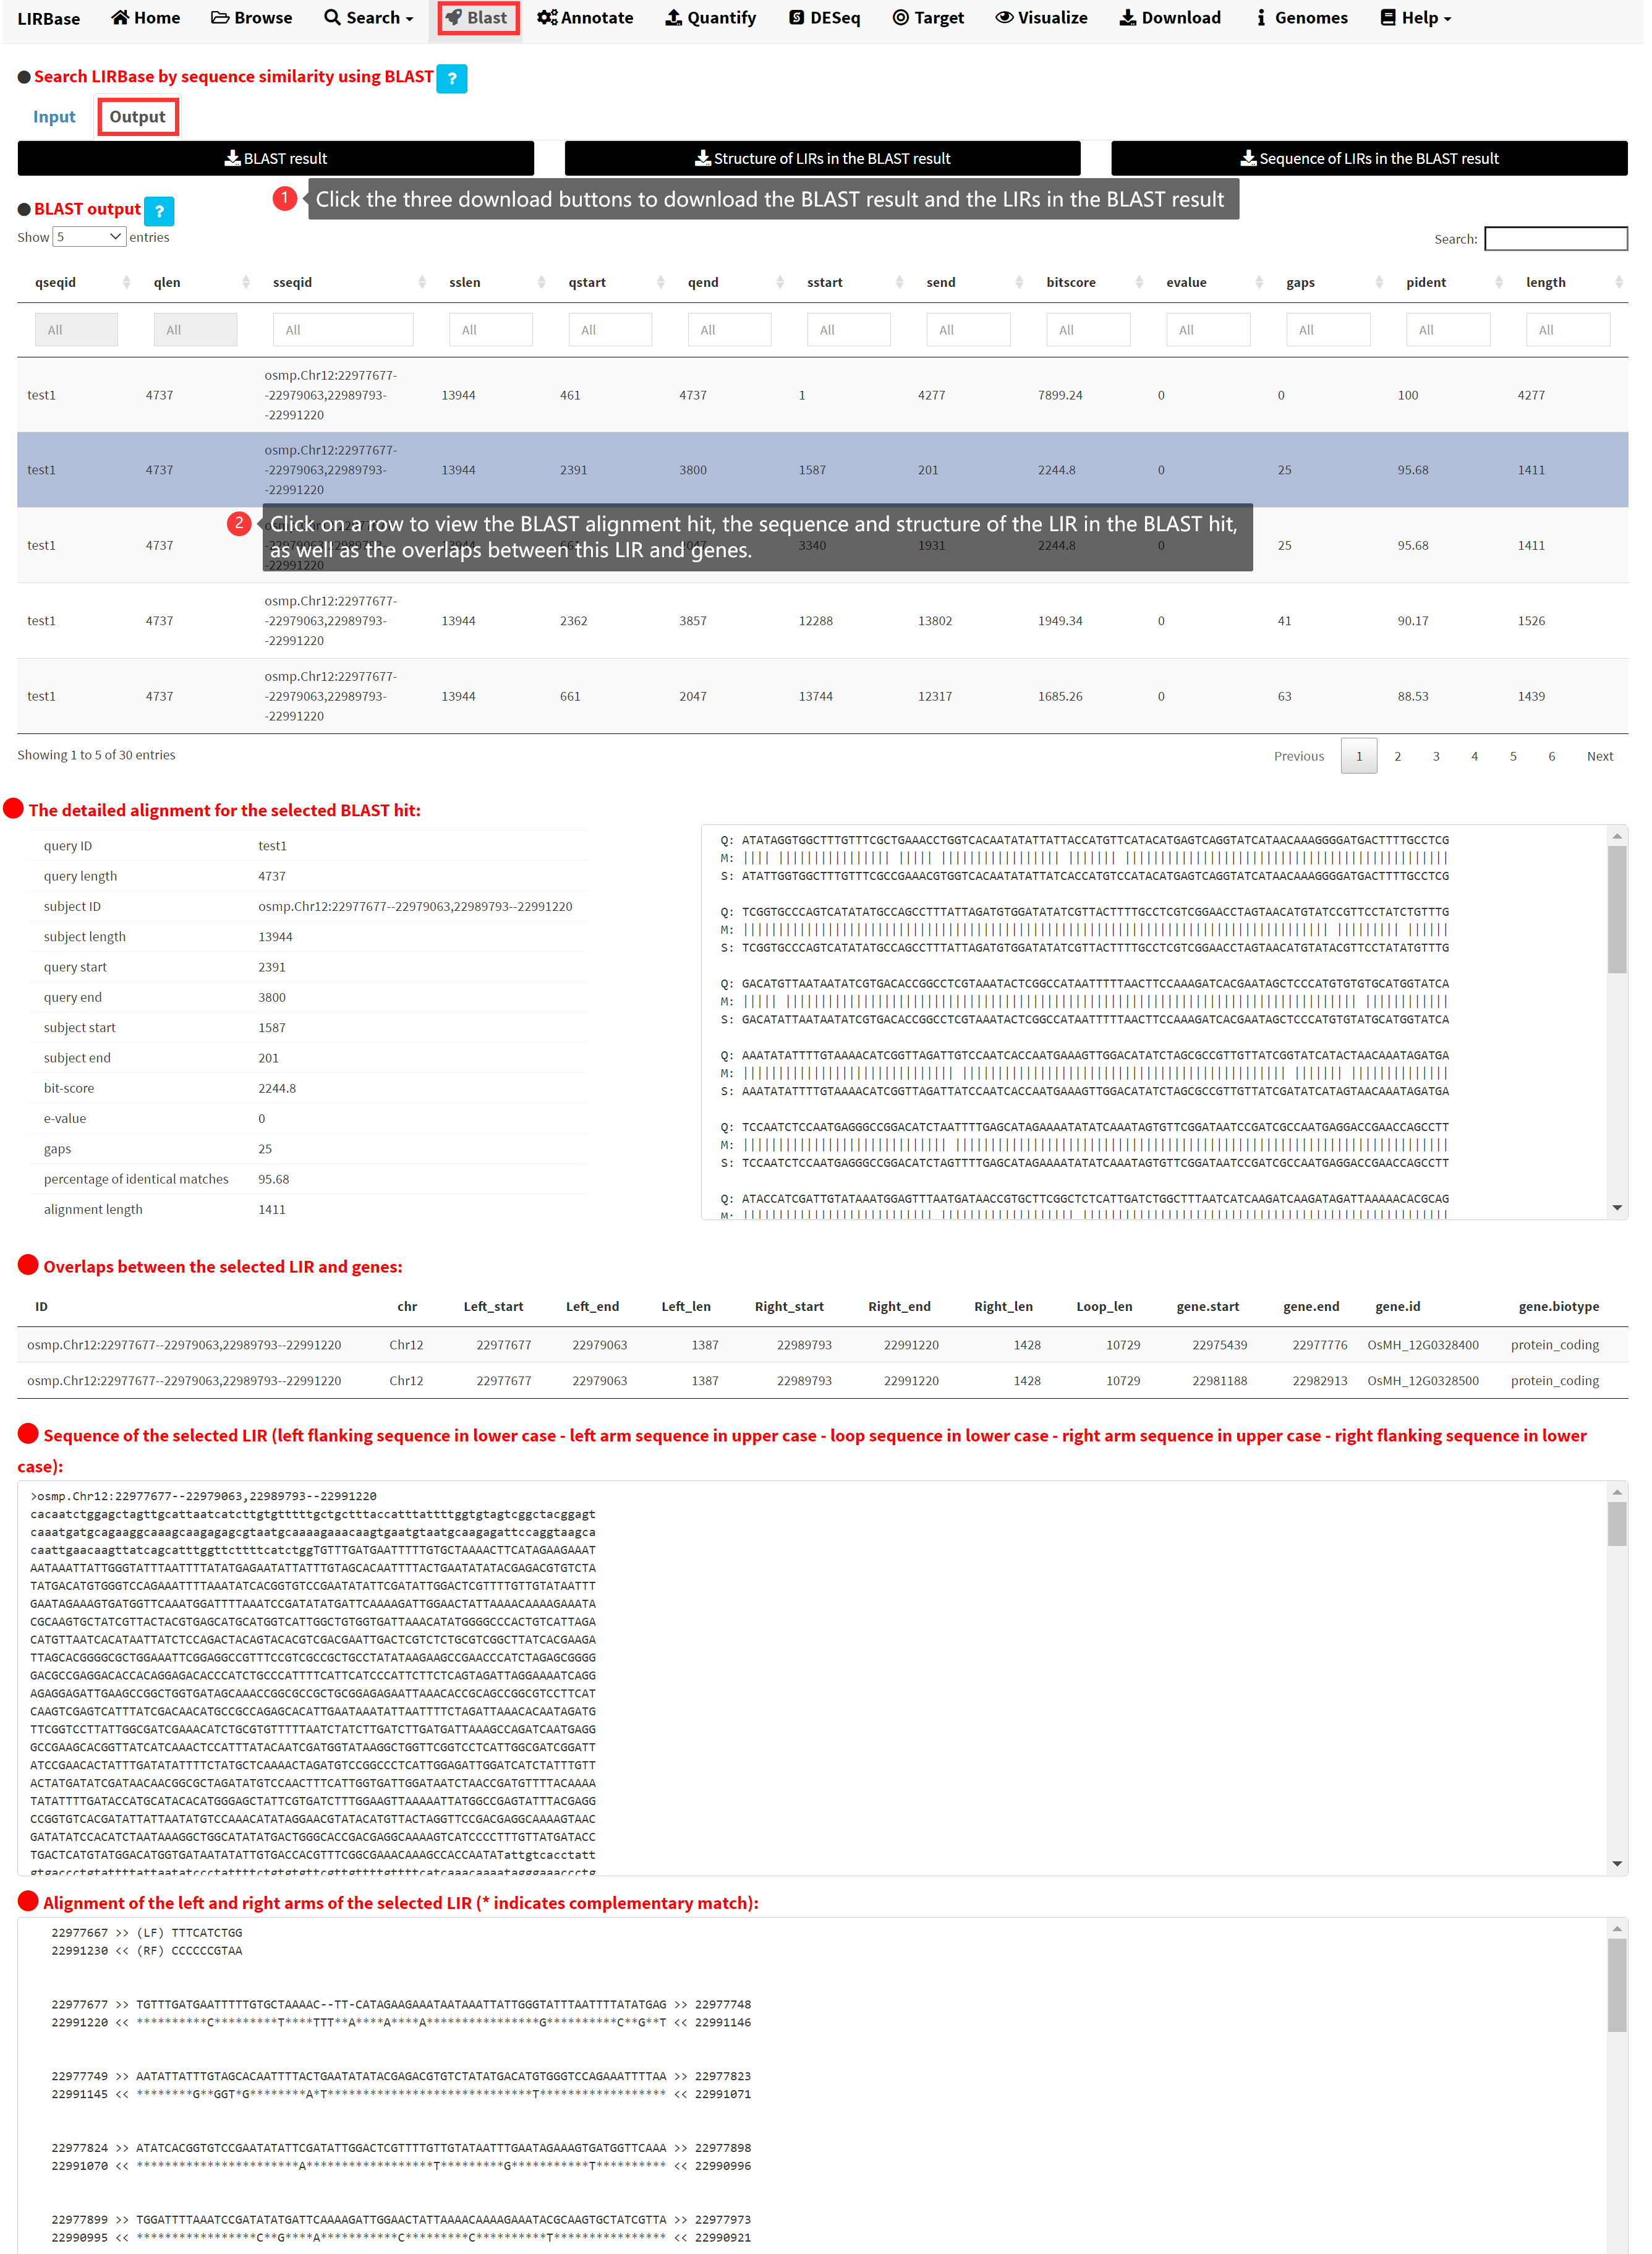 LIRBase Home Browse Search Blast Annotate Quantify DESeq Target Visualize Download Genomes Help
Search LIRBase by sequence similarity using BLAST ?
Input Output
BLAST result Structure of LIRs in the BLAST result Sequence of LIRs in the BLAST result
1 Click the three download buttons to download the BLAST result and the LIRs in the BLAST result
BLAST output ?
Show 5 entries Search:
qseqid qlen sseqid sslen qstart qend sstart send bitscore evalue gaps pident length
All All All All All All All All All All All All All
osmp.Chr12:22977677-
test1 4737 -22979063,22989793- 13944 461 4737 1 4277 7899.24 0 0 100 4277
-22991220
osmp.Chr12:22977677-
test1 4737 -22979063,22989793- 13944 2391 3800 1587 201 2244.8 0 25 95.68 1411
-22991220
2 Click on a row to view the BLAST alignment hit, the sequence and structure of the LIR in the BLAST hit,
as well as the overlaps between this LIR and genes.
test1 4737 -22979063,22989793- 13944 661 2047 3340 1931 2244.8 0 25 95.68 1411
-22991220
osmp.Chr12:22977677-
test1 4737 -22979063,22989793- 13944 2362 3857 12288 13802 1949.34 0 41 90.17 1526
-22991220
osmp.Chr12:22977677-
test1 4737 -22979063,22989793- 13944 661 2047 13744 12317 1685.26 0 63 88.53 1439
-22991220
Showing 1 to 5 of 30 entries Previous 1 2 3 4 5 6 Next
The detailed alignment for the selected BLAST hit:
query ID test1
query length 4737
subject ID osmp.Chr12:22977677--22979063,22989793--22991220
subject length 13944
query start 2391
query end 3800
subject start 1587
subject end 201
bit-score 2244.8
e-value 0
gaps 25
percentage of identical matches 95.68
alignment length 1411
Q: ATATAGGTGGCTTTGTTTCGCTGAAACCTGGTCACAATATATTATTACCATGTTCATACATGAGTCAGGTATCATAACAAAGGGGATGACTTTTGCCTCG
M:
S: ATATTGGTGGCTTTGTTTCGCCGAAACGTGGTCACAATATATTATCACCATGTCCATACATGAGTCAGGTATCATAACAAAGGGGATGACTTTTGCCTCG
Q: TCGGTGCCCAGTCATATATGCCAGCCTTTATTAGATGTGGATATATCGTTACTTTTGCCTCGTCGGAACCTAGTAACATGTATCCGTTCCTATCTGTTTG
M:
S: TCGGTGCCCAGTCATATATGCCAGCCTTTATTAGATGTGGATATATCGTTACTTTTGCCTCGTCGGAACCTAGTAACATGTATACGTTCCTATATGTTTG
Q: GACATGTTAATAATATCGTGACACCGGCCTCGTAAATACTCGGCCATAATTTTTAACTTCCAAAGATCACGAATAGCTCCCATGTGTGTGCATGGTATCA
M:
S: GACATATTAATAATATCGTGACACCGGCCTCGTAAATACTCGGCCATAATTTTTAACTTCCAAAGATCACGAATAGCTCCCATGTGTATGCATGGTATCA
Q: AAATATATTTTGTAAAACATCGGTTAGATTGTCCAATCACCAATGAAAGTTGGACATATCTAGCGCCGTTGTTATCGGTATCATACTAACAAATAGATGA
M:
S: AAATATATTTTGTAAAACATCGGTTAGATTATCCAATCACCAATGAAAGTTGGACATATCTAGCGCCGTTGTTATCGATATCATAGTAACAAATAGATGA
Q: TCCAATCTCCAATGAGGGCCGGACATCTAATTTTGAGCATAGAAAATATATCAAATAGTGTTCGGATAATCCGATCGCCAATGAGGACCGAACCAGCCTT
M:
S: TCCAATCTCCAATGAGGGCCGGACATCTAGTTTTGAGCATAGAAAATATATCAAATAGTGTTCGGATAATCCGATCGCCAATGAGGACCGAACCAGCCTT
Q: ATACCATCGATTGTATAAATGGAGTTTAATGATAACCGTGCTTCGGCTCTCATTGATCTGGCTTTAATCATCAAGATCAAGATAGATTAAAAACACGCAG
M:
Overlaps between the selected LIR and genes:
ID chr Left_start Left_end Left_len Right_start Right_end Right_len Loop_len gene.start gene.end gene.id gene.biotype
osmp.Chr12:22977677--22979063,22989793--22991220 Chr12 22977677 22979063 1387 22989793 22991220 1428 10729 22975439 22977776 OsMH_12G0328400 protein_coding
osmp.Chr12:22977677--22979063,22989793--22991220 Chr12 22977677 22979063 1387 22989793 22991220 1428 10729 22981188 22982913 OsMH_12G0328500 protein_coding
Sequence of the selected LIR (left flanking sequence in lower case - left arm sequence in upper case - loop sequence in lower case - right arm sequence in upper case - right flanking sequence in lower
case):
>osmp.Chr12:22977677--22979063,22989793--22991220
cacaatctggagctagttgcattaatcatcttgtgtttttgctgctttaccatttattttggtgtagtcggctacggagt
caaatgatgcagaaggcaaagcaagagagcgtaatgcaaaagaaacaagtgaatgtaatgcaagagattccaggtaagca
caattgaacaagttatcagcatttggttcttttcatctggTGTTTGATGAATTTTTGTGCTAAAACTTCATAGAAGAAAT
AATAAATTATTGGGTATTTAATTTTATATGAGAATATTATTTGTAGCACAATTTTACTGAATATATACGAGACGTGTCTA
TATGACATGTGGGTCCAGAAATTTTAAATATCACGGTGTCCGAATATATTCGATATTGGACTCGTTTTGTTGTATAATTT
GAATAGAAAGTGATGGTTCAAATGGATTTTAAATCCGATATATGATTCAAAAGATTGGAACTATTAAAACAAAAGAAATA
CGCAAGTGCTATCGTTACTACGTGAGCATGCATGGTCATTGGCTGTGGTGATTAAACATATGGGGCCCACTGTCATTAGA
CATGTTAATCACATAATTATCTCCAGACTACAGTACACGTCGACGAATTGACTCGTCTCTGCGTCGGCTTATCACGAAGA
TTAGCACGGGGCGCTGGAAATTCGGAGGCCGTTTCCGTCGCCGCTGCCTATATAAGAAGCCGAACCCATCTAGAGCGGGG
GACGCCGAGGACACCACAGGAGACACCCATCTGCCCATTTTCATTCATCCCATTCTTCTCAGTAGATTAGGAAAATCAGG
AGAGGAGATTGAAGCCGGCTGGTGATAGCAAACCGGCGCCGCTGCGGAGAGAATTAAACACCGCAGCCGGCGTCCTTCAT
CAAGTCGAGTCATTTATCGACAACATGCCGCCAGAGCACATTGAATAAATATTAATTTTCTAGATTAAACACAATAGATG
TTCGGTCCTTATTGGCGATCGAAACATCTGCGTGTTTTTAATCTATCTTGATCTTGATGATTAAAGCCAGATCAATGAGG
GCCGAAGCACGGTTATCATCAAACTCCATTTATACAATCGATGGTATAAGGCTGGTTCGGTCCTCATTGGCGATCGGATT
ATCCGAACACTATTTGATATATTTTCTATGCTCAAAACTAGATGTCCGGCCCTCATTGGAGATTGGATCATCTATTTGTT
ACTATGATATCGATAACAACGGCGCTAGATATGTCCAACTTTCATTGGTGATTGGATAATCTAACCGATGTTTTACAAAA
TATATTTTGATACCATGCATACACATGGGAGCTATTCGTGATCTTTGGAAGTTAAAAATTATGGCCGAGTATTTACGAGG
CCGGTGTCACGATATTATTAATATGTCCAAACATATAGGAACGTATACATGTTACTAGGTTCCGACGAGGCAAAAGTAAC
GATATATCCACATCTAATAAAGGCTGGCATATATGACTGGGCACCGACGAGGCAAAAGTCATCCCCTTTGTTATGATACC
TGACTCATGTATGGACATGGTGATAATATATTGTGACCACGTTTCGGCGAAACAAAGCCACCAATATattgtcacctatt
gtgaccctgtattttattaatatccctattttctgtgtgttcgttgttttgttttcatcaaacaaaatagggaaaccctg
Alignment of the left and right arms of the selected LIR (* indicates complementary match):
22977667 >> (LF) TTTCATCTGG
22991230 << (RF) CCCCCCGTAA
22977677 >> TGTTTGATGAATTTTTGTGCTAAAAC--TT-CATAGAAGAAATAATAAATTATTGGGTATTTAATTTTATATGAG >> 22977748
22991220 << **********C*********T****TTT**A****A****A****************G**********C**G**T << 22991146
22977749 >> AATATTATTTGTAGCACAATTTTACTGAATATATACGAGACGTGTCTATATGACATGTGGGTCCAGAAATTTTAA >> 22977823
22991145 << ********G**GGT*G********A*T*****************************T****************** << 22991071
22977824 >> ATATCACGGTGTCCGAATATATTCGATATTGGACTCGTTTTGTTGTATAATTTGAATAGAAAGTGATGGTTCAAA >> 22977898
22991070 << ***********************A******************T*********G***********T********** << 22990996
22977899 >> TGGATTTTAAATCCGATATATGATTCAAAAGATTGGAACTATTAAAACAAAAGAAATACGCAAGTGCTATCGTTA >> 22977973
22990995 << *****************C**G****A***********C*********C**********T**************** << 22990921